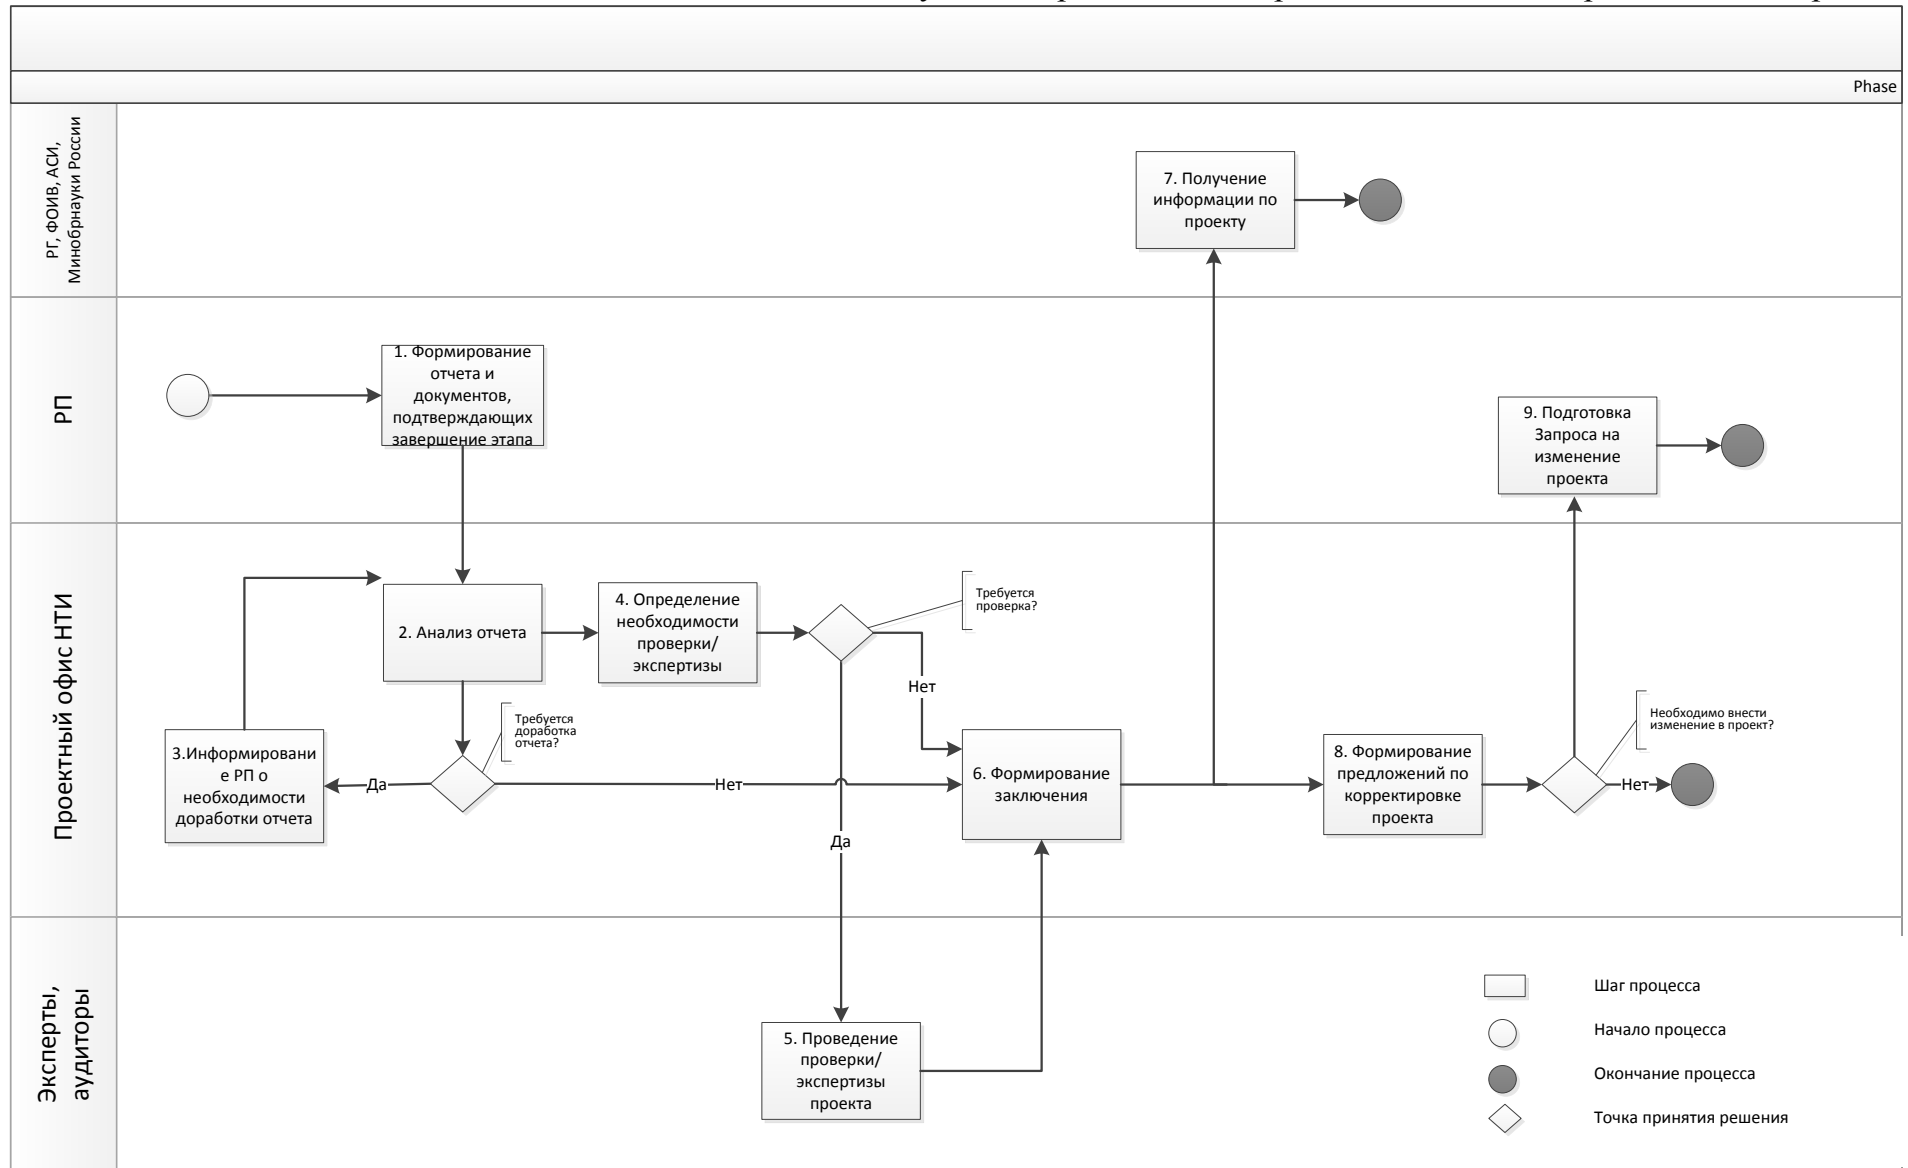 Phase
РГ, ФОИВ, АСИ,
Минобрнауки России
7. Получение
информации по
проекту
РП
1. Формирование
отчета и
документов,
подтверждающих
завершение этапа
9. Подготовка
Запроса на
изменение
проекта
Проектный офис НТИ
2. Анализ отчета
4. Определение
необходимости
проверки/
экспертизы
Требуется
проверка?
Нет
Требуется
доработка
отчета?
3.Информировани
е РП о
необходимости
доработки отчета
Да
Нет
6. Формирование
заключения
8. Формирование
предложений по
корректировке
проекта
Необходимо внести
изменение в проект?
Нет
Да
Эксперты,
аудиторы
5. Проведение
проверки/
экспертизы
проекта
Шаг процесса
Начало процесса
Окончание процесса
Точка принятия решения